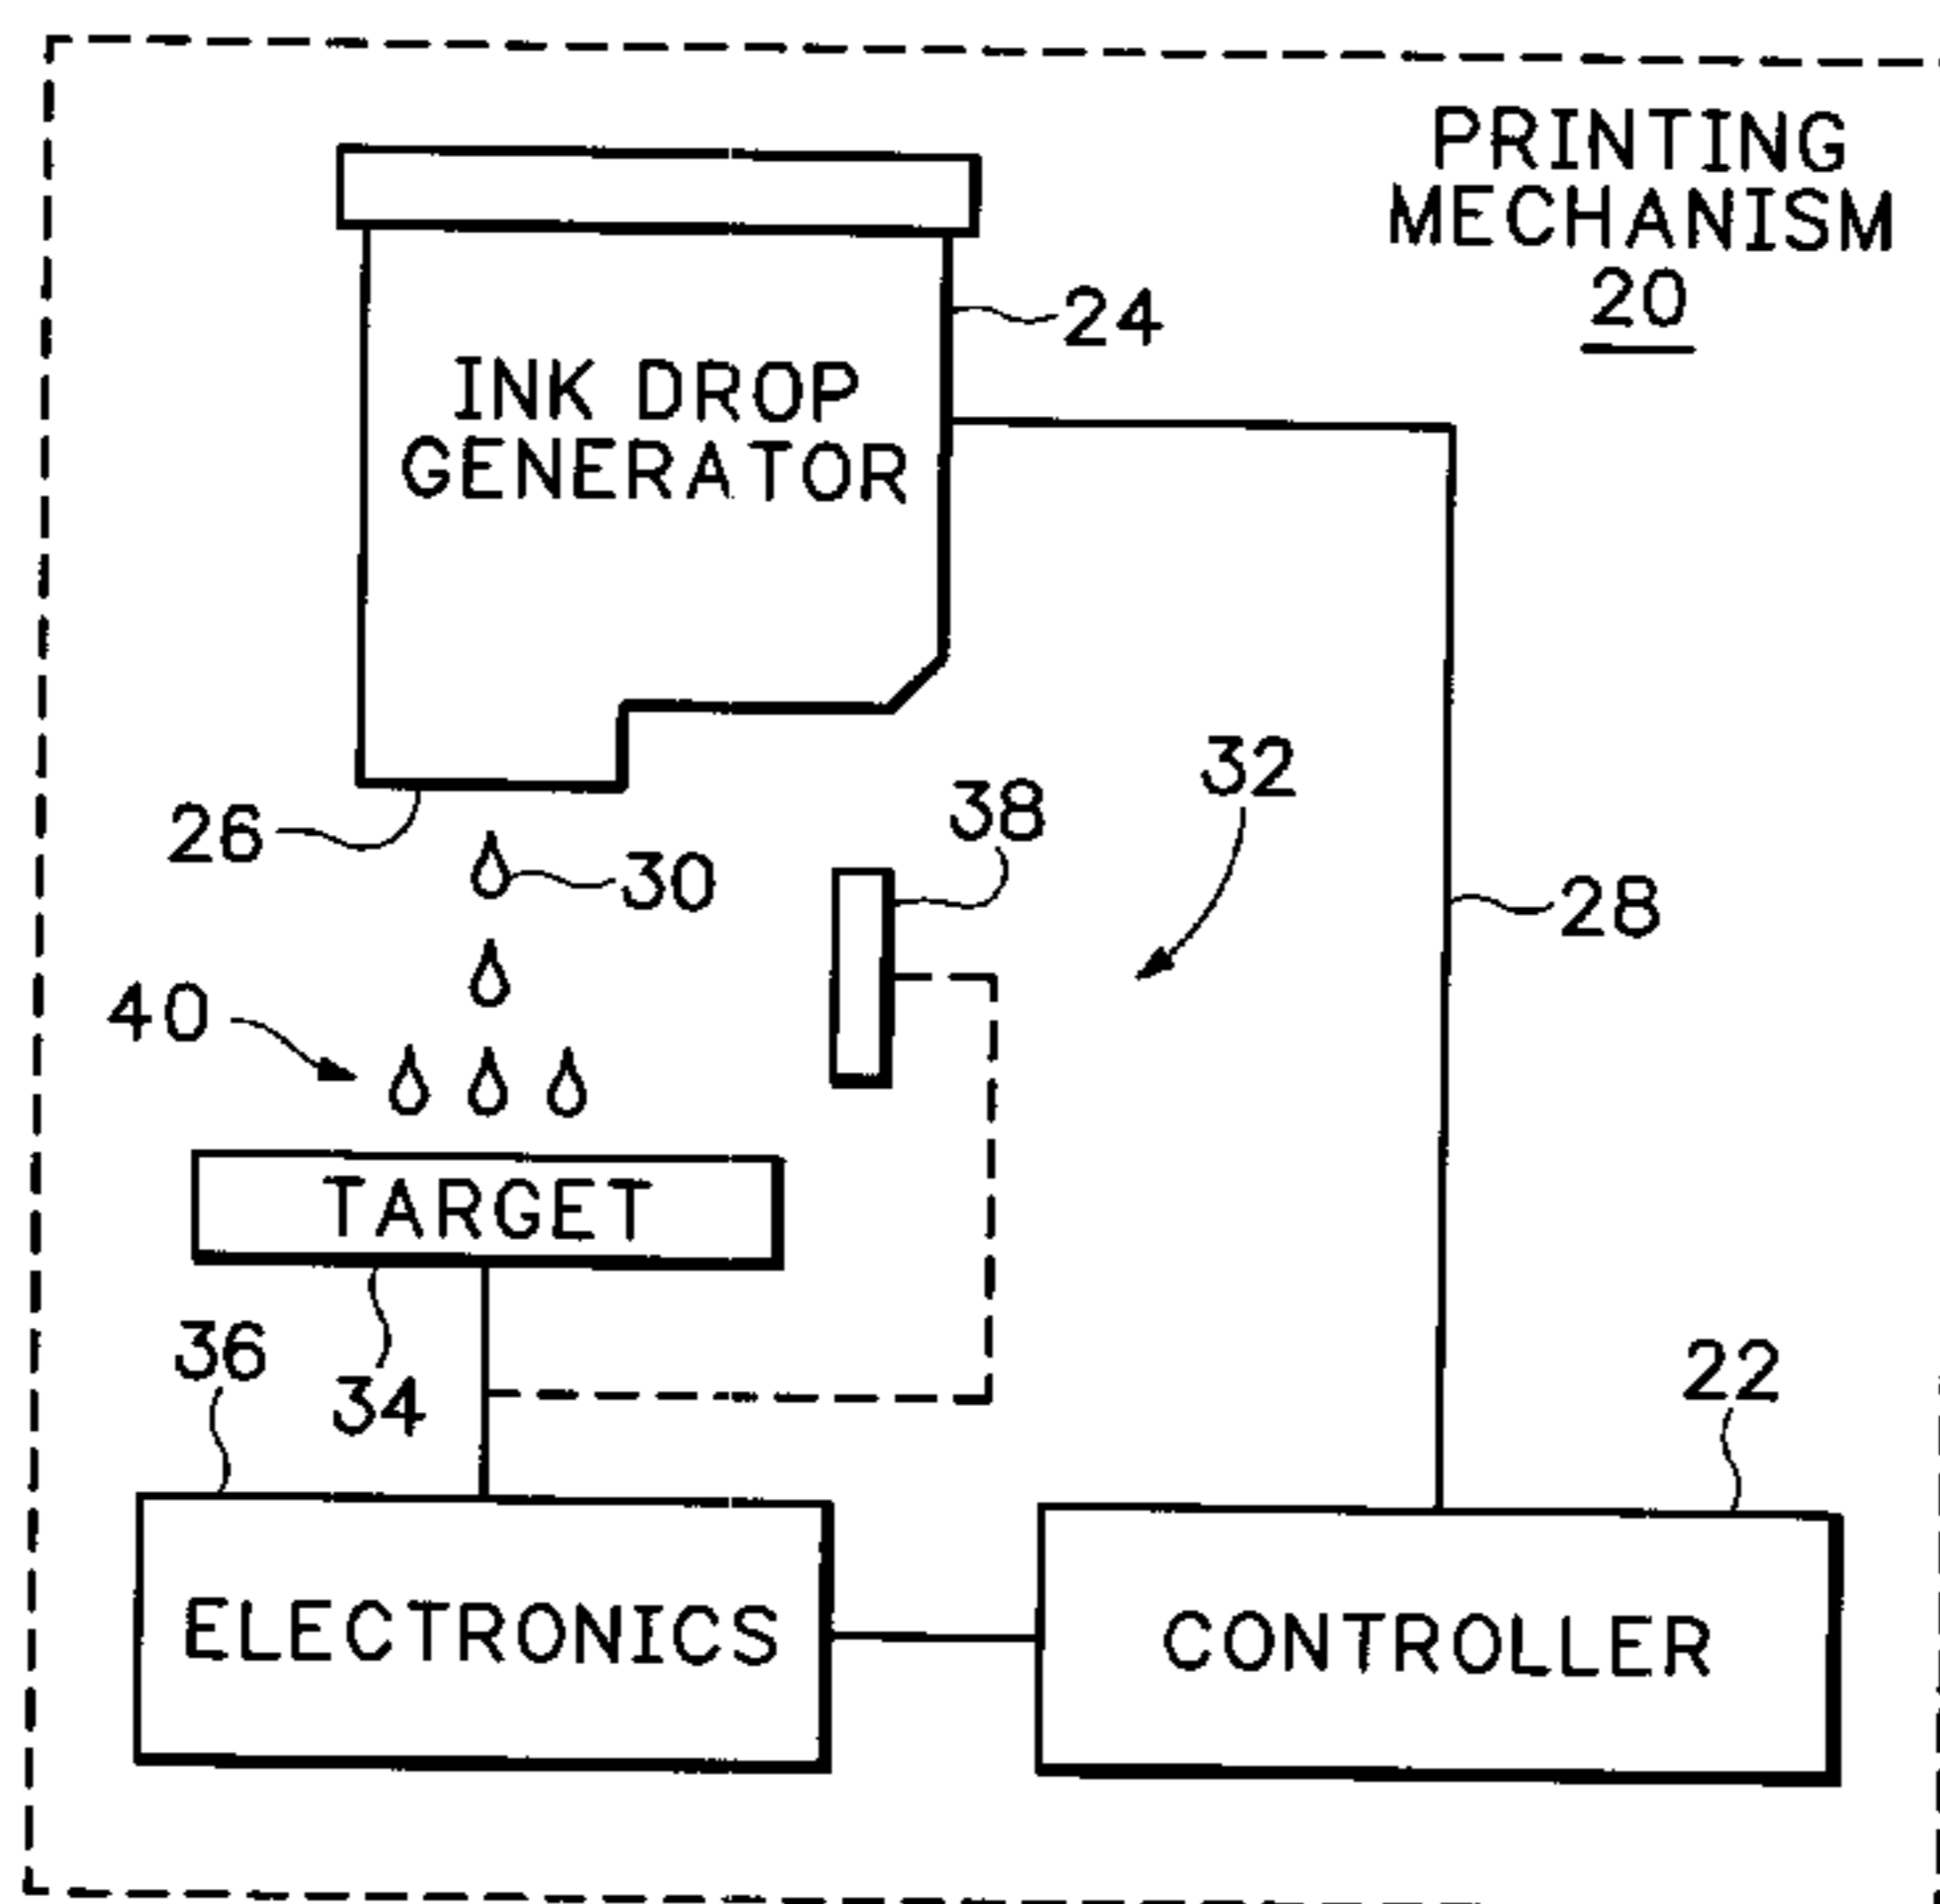 PRINTING
MECHANISM
20
24
INK DROP
GENERATOR
32
38
26
30
28
40
TARGET
36
34
22
ELECTRONICS
CONTROLLER